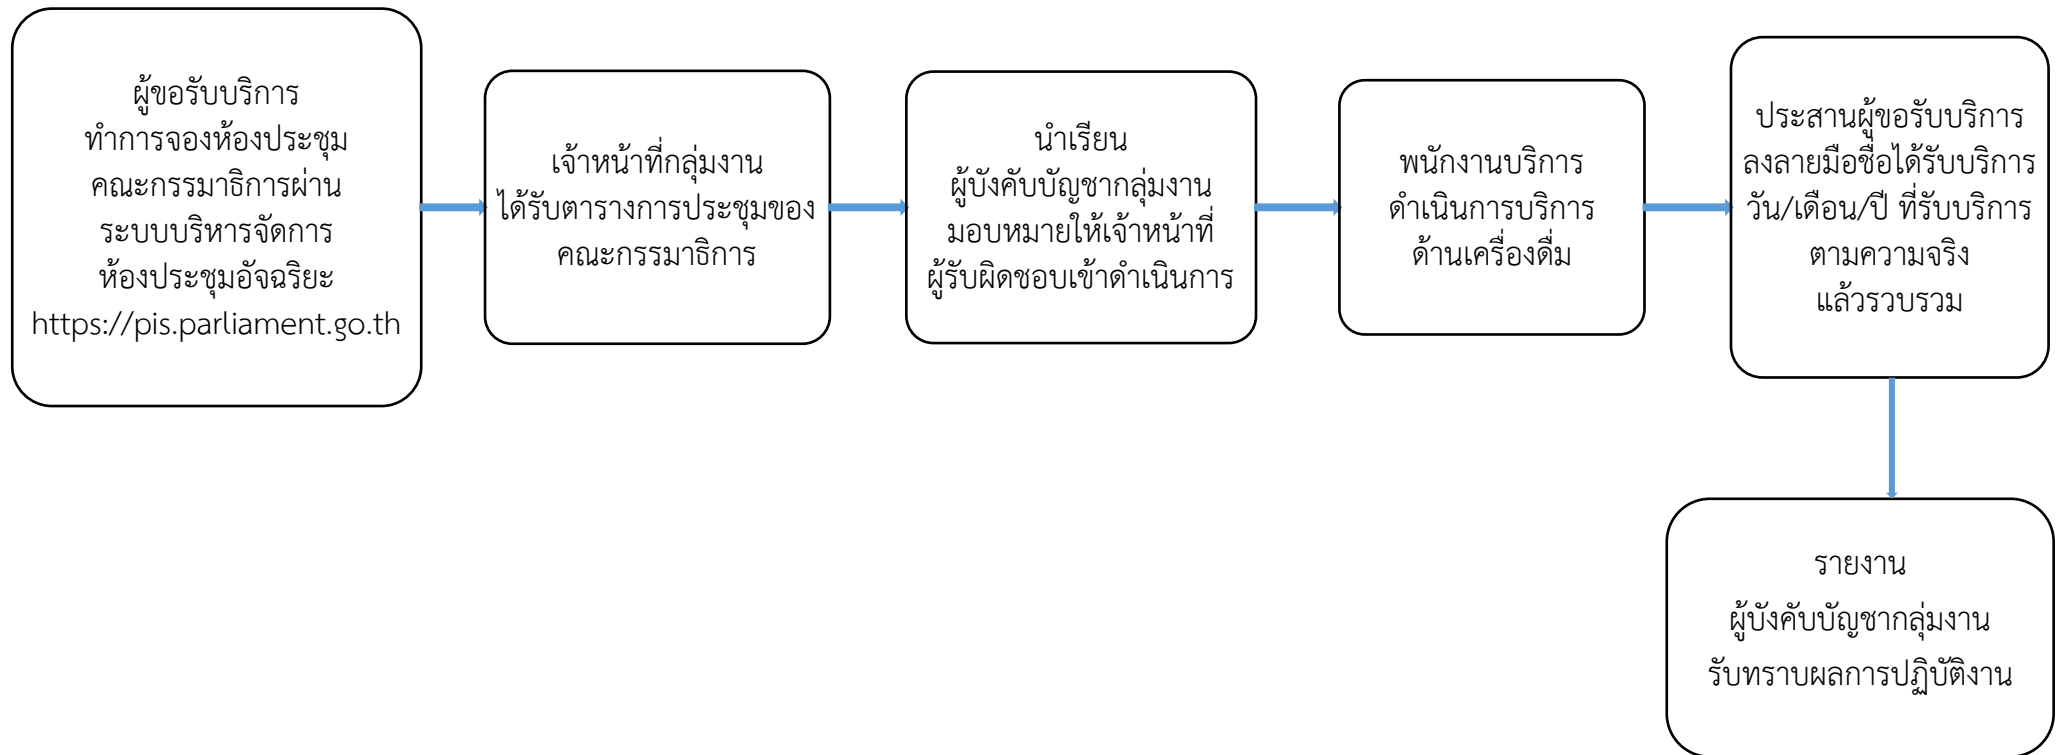 ผู้ขอรับบริการ
ทำการจองห้องประชุม
คณะกรรมาธิการผ่าน
ระบบบริหารจัดการ
ห้องประชุมอัจฉริยะ
https://pis.parliament.go.th
เจ้าหน้าที่กลุ่มงาน
ได้รับตารางการประชุมของ
คณะกรรมาธิการ
นำเรียน
ผู้บังคับบัญชากลุ่มงาน
มอบหมายให้เจ้าหน้าที่
ผู้รับผิดชอบเข้าดำเนินการ
พนักงานบริการ
ดำเนินการบริการ
ด้านเครื่องดื่ม
ประสานผู้ขอรับบริการ
ลงลายมือชื่อได้รับบริการ
วัน/เดือน/ปี ที่รับบริการ
ตามความจริง
แล้วรวบรวม
รายงาน
ผู้บังคับบัญชากลุ่มงาน
รับทราบผลการปฏิบัติงาน